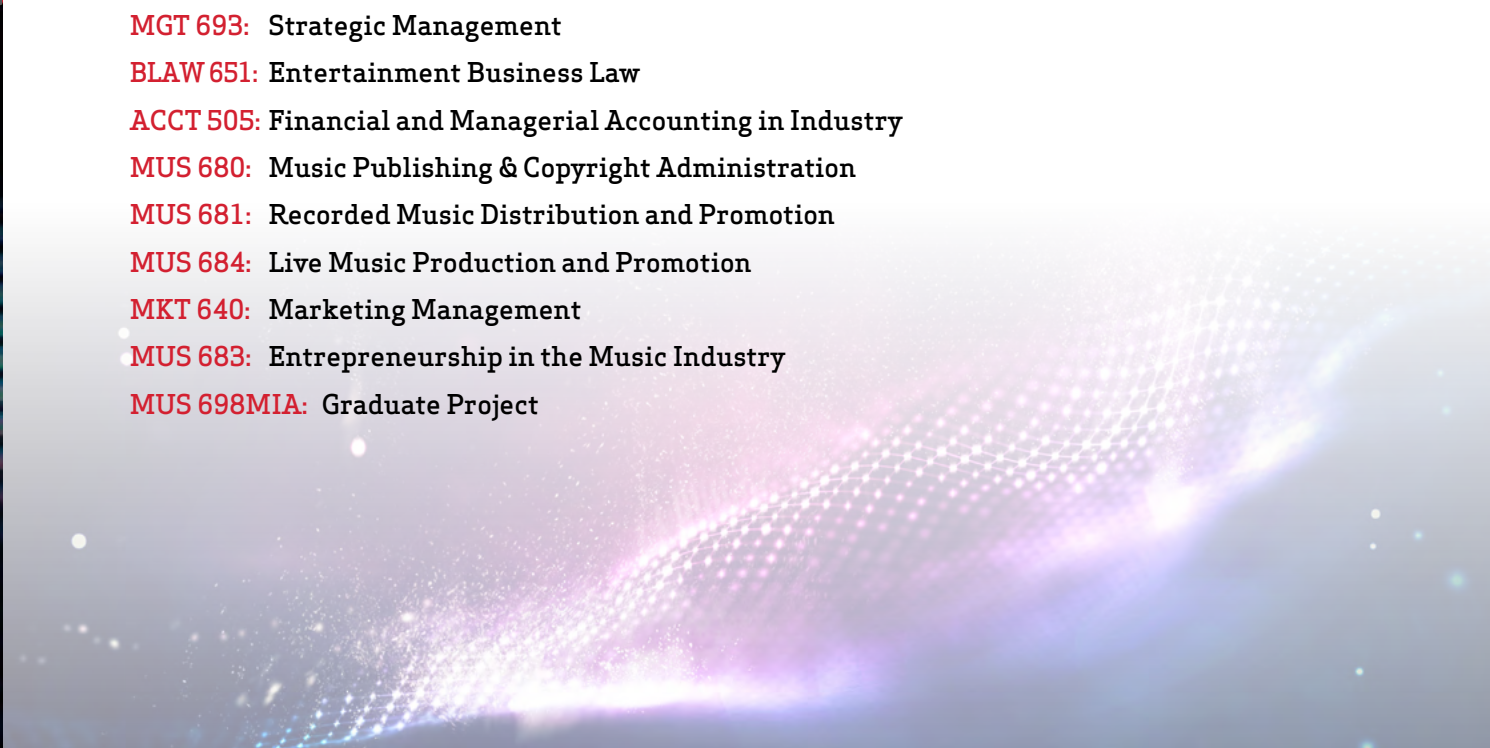 MGT 693: Strategic Management
BLAW 651: Entertainment Business Law
ACCT 505: Financial and Managerial Accounting in Industry
MUS 680: Music Publishing & Copyright Administration
MUS 681: Recorded Music Distribution and Promotion
MUS 684: Live Music Production and Promotion
MKT 640: Marketing Management
MUS 683: Entrepreneurship in the Music Industry
MUS 698MIA: Graduate Project